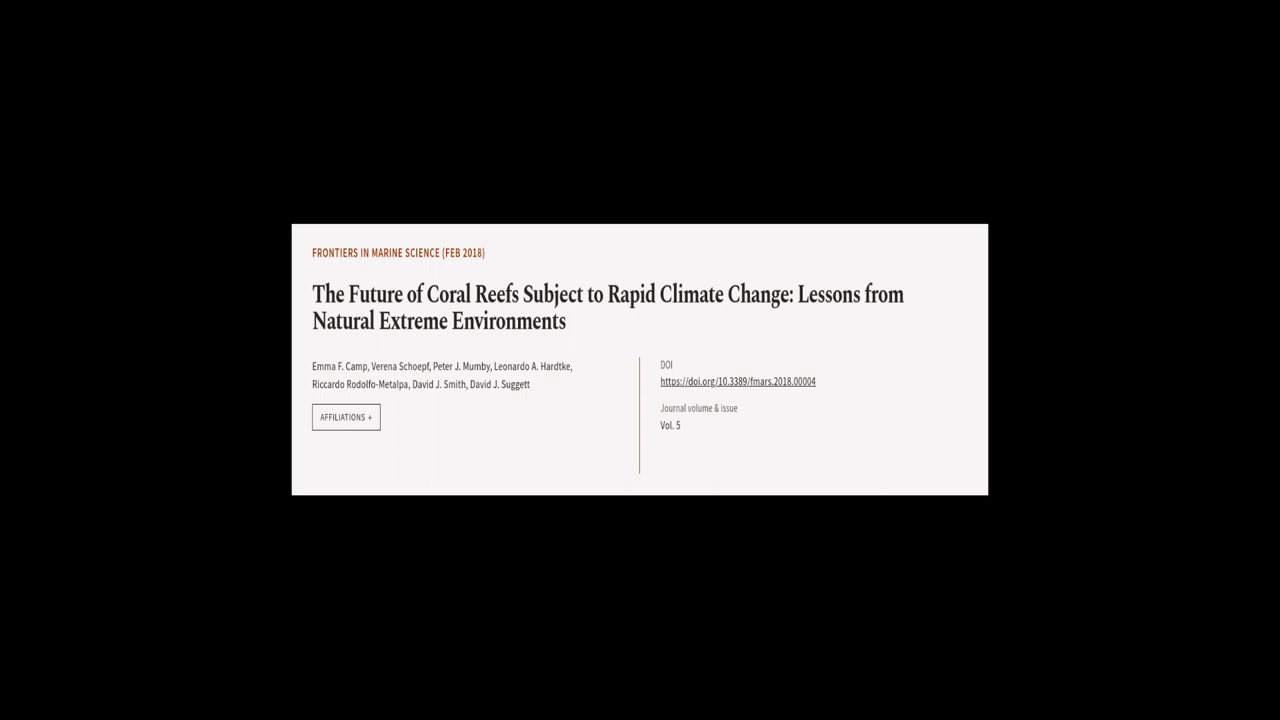 FRONTIERS IN MARINE SCIENCE (FEB 2018)
The Future of Coral Reefs Subject to Rapid Climate Change: Lessons from
Natural Extreme Environments
Emma F. Camp, Verena Schoepf, Peter J. Mumby, Leonardo A. Hardtke,
Riccardo Rodolfo-Metalpa, David J. Smith, David J. Suggett
AFFILIATIONS +
DOI
https://doi.org/10.3389/fmars.2018.00004
Journal volume & issue
Vol. 5